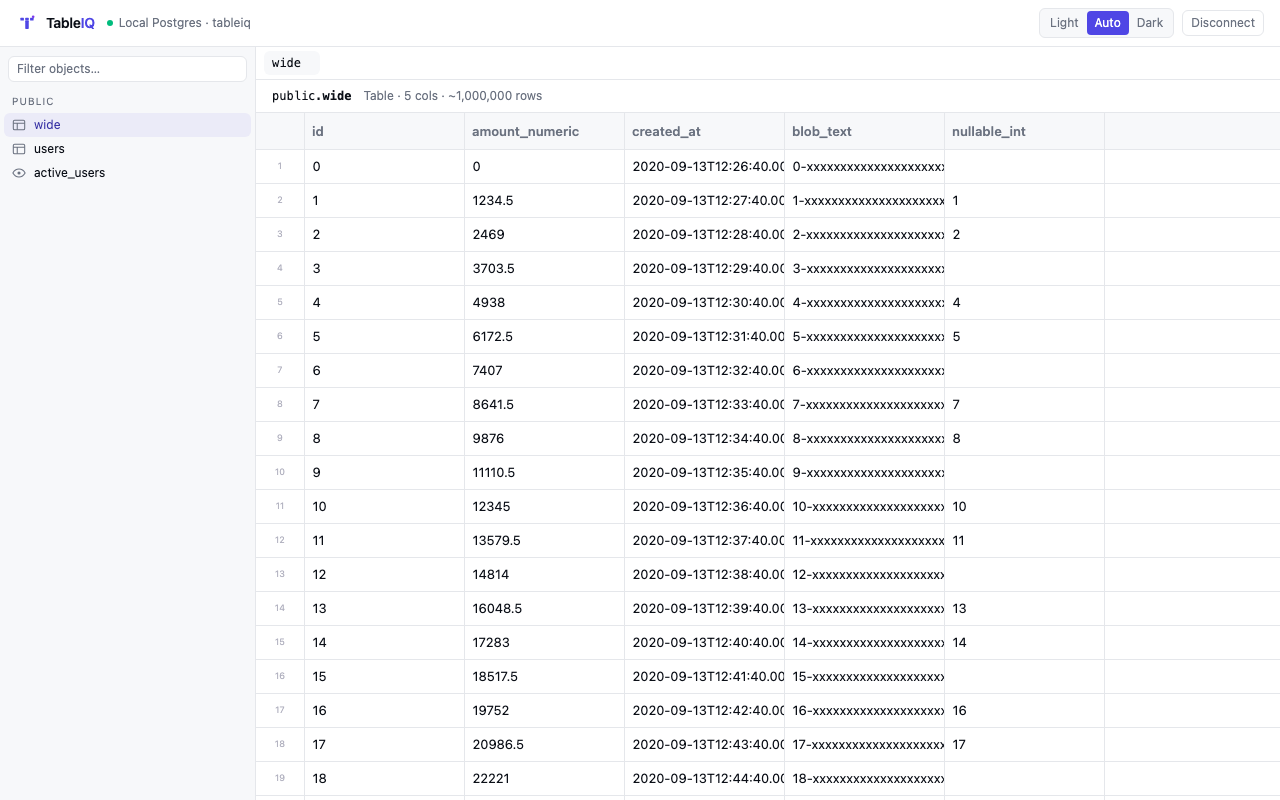 TableIQ Local Postgres · tableiq Light Auto Dark Disconnect
Filter objects...
PUBLIC
wide
users
active_users
wide
public.wide Table · 5 cols · ~1,000,000 rows
id amount_numeric created_at blob_text nullable_int
1 0 0 2020-09-13T12:26:40.00 0-xxxxxxxxxxxxxxxxxxxxx
2 1 1234.5 2020-09-13T12:27:40.00 1-xxxxxxxxxxxxxxxxxxxxx 1
3 2 2469 2020-09-13T12:28:40.00 2-xxxxxxxxxxxxxxxxxxxxx 2
4 3 3703.5 2020-09-13T12:29:40.00 3-xxxxxxxxxxxxxxxxxxxxx
5 4 4938 2020-09-13T12:30:40.00 4-xxxxxxxxxxxxxxxxxxxxx 4
6 5 6172.5 2020-09-13T12:31:40.00 5-xxxxxxxxxxxxxxxxxxxxx 5
7 6 7407 2020-09-13T12:32:40.00 6-xxxxxxxxxxxxxxxxxxxxx
8 7 8641.5 2020-09-13T12:33:40.00 7-xxxxxxxxxxxxxxxxxxxxx 7
9 8 9876 2020-09-13T12:34:40.00 8-xxxxxxxxxxxxxxxxxxxxx 8
10 9 11110.5 2020-09-13T12:35:40.00 9-xxxxxxxxxxxxxxxxxxxxx
11 10 12345 2020-09-13T12:36:40.00 10-xxxxxxxxxxxxxxxxxxxx 10
12 11 13579.5 2020-09-13T12:37:40.00 11-xxxxxxxxxxxxxxxxxxxx 11
13 12 14814 2020-09-13T12:38:40.00 12-xxxxxxxxxxxxxxxxxxxx
14 13 16048.5 2020-09-13T12:39:40.00 13-xxxxxxxxxxxxxxxxxxxx 13
15 14 17283 2020-09-13T12:40:40.00 14-xxxxxxxxxxxxxxxxxxxx 14
16 15 18517.5 2020-09-13T12:41:40.00 15-xxxxxxxxxxxxxxxxxxxx
17 16 19752 2020-09-13T12:42:40.00 16-xxxxxxxxxxxxxxxxxxxx 16
18 17 20986.5 2020-09-13T12:43:40.00 17-xxxxxxxxxxxxxxxxxxxx 17
19 18 22221 2020-09-13T12:44:40.00 18-xxxxxxxxxxxxxxxxxxxx